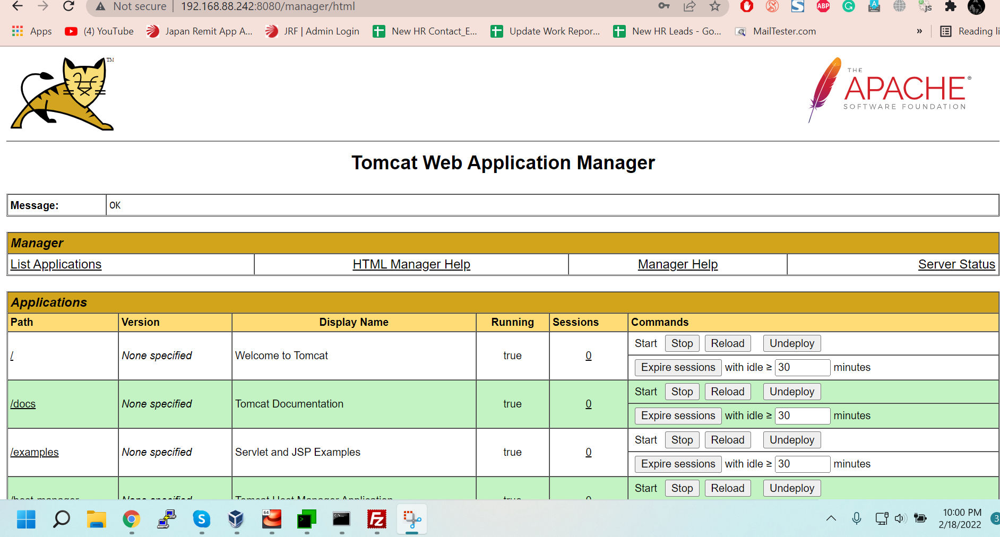 Not secure | 192.168.88.242:8080/manager/html
ABP
Apps (4) YouTube Japan Remit App A... JRF | Admin Login New HR Contact_E... Update Work Repor... New HR Leads - Go... MailTester.com » Reading li
TM
THE
APACHE®
SOFTWARE FOUNDATION
Tomcat Web Application Manager
Message: OK
Manager
List Applications HTML Manager Help Manager Help Server Status
Applications
Path Version Display Name Running Sessions Commands
/ None specified Welcome to Tomcat true 0 Start Stop Reload Undeploy
Expire sessions with idle ≥ 30 minutes
/docs None specified Tomcat Documentation true 0 Start Stop Reload Undeploy
Expire sessions with idle ≥ 30 minutes
/examples None specified Servlet and JSP Examples true 0 Start Stop Reload Undeploy
Expire sessions with idle ≥ 30 minutes
/host-manager None specified Tomcat Host Manager Application true 0 Start Stop Reload Undeploy
10:00 PM
2/18/2022
3